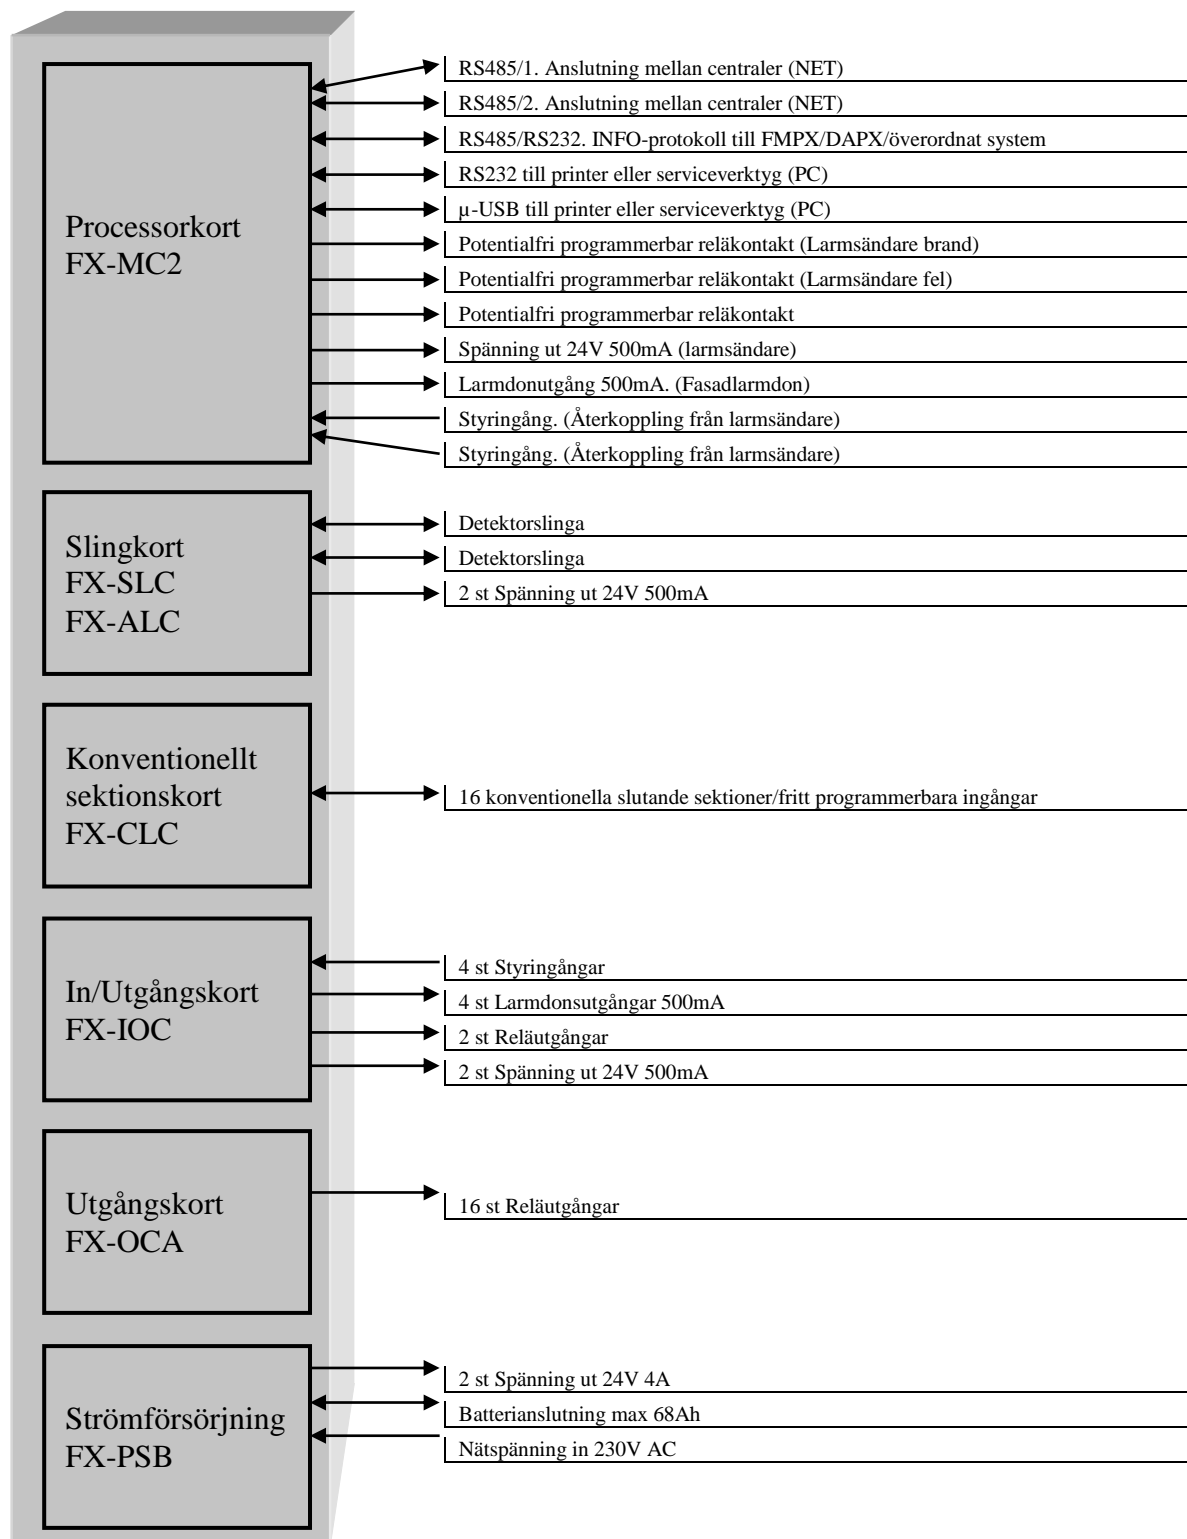 Processorkort
FX-MC2
RS485/1. Anslutning mellan centraler (NET)
RS485/2. Anslutning mellan centraler (NET)
RS485/RS232. INFO-protokoll till FMPX/DAPX/överordnat system
RS232 till printer eller serviceverktyg (PC)
µ-USB till printer eller serviceverktyg (PC)
Potentialfri programmerbar reläkontakt (Larmsändare brand)
Potentialfri programmerbar reläkontakt (Larmsändare fel)
Potentialfri programmerbar reläkontakt
Spänning ut 24V 500mA (larmsändare)
Larmdonutgång 500mA. (Fasadlarmdon)
Styringång. (Återkoppling från larmsändare)
Styringång. (Återkoppling från larmsändare)
Slingkort
FX-SLC
FX-ALC
Detektorslinga
Detektorslinga
2 st Spänning ut 24V 500mA
Konventionellt
sektionskort
FX-CLC
16 konventionella slutande sektioner/fritt programmerbara ingångar
In/Utgångskort
FX-IOC
4 st Styringångar
4 st Larmdonsutgångar 500mA
2 st Reläutgångar
2 st Spänning ut 24V 500mA
Utgångskort
FX-OCA
16 st Reläutgångar
Strömförsörjning
FX-PSB
2 st Spänning ut 24V 4A
Batterianslutning max 68Ah
Nätspänning in 230V AC